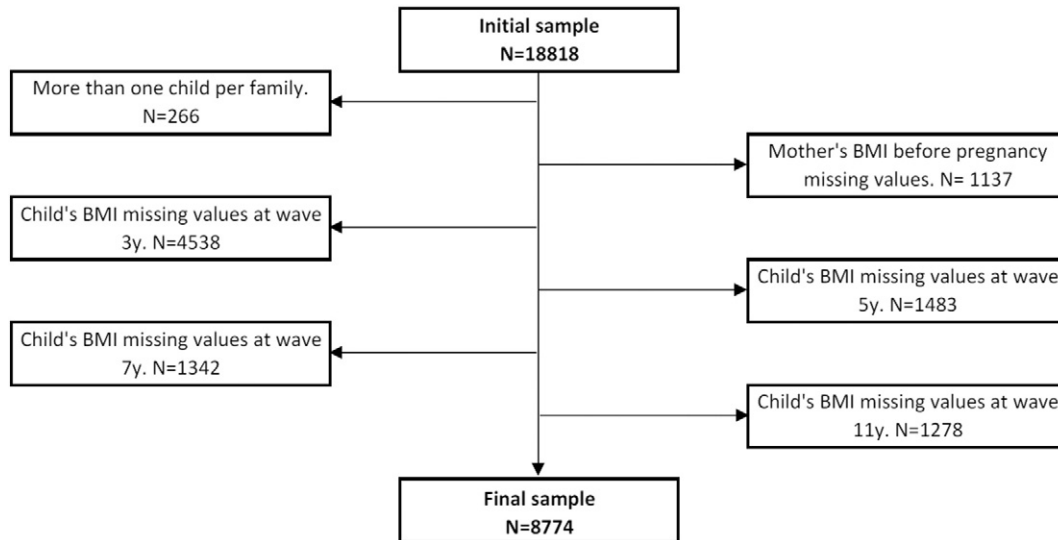 Initial sample
N=18818
More than one child per family.
N=266
Mother's BMI before pregnancy
missing values. N= 1137
Child's BMI missing values at wave
3y. N=4538
Child's BMI missing values at wave
5y. N=1483
Child's BMI missing values at wave
7y. N=1342
Child's BMI missing values at wave
11y. N=1278
Final sample
N=8774